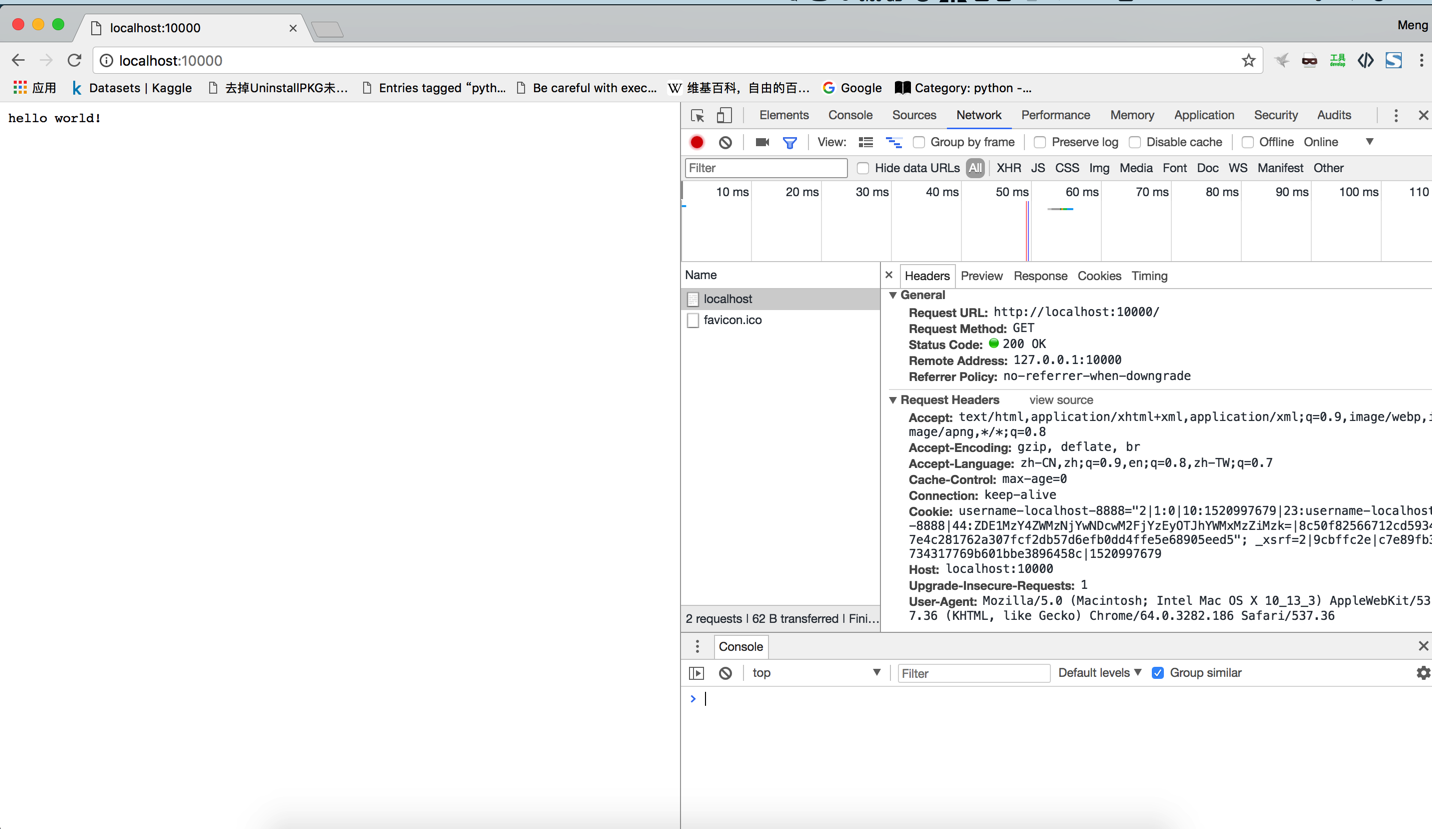 localhost:10000
Meng
localhost:10000
应用 Datasets | Kaggle 去掉UninstallPKG未... Entries tagged “pyth... Be careful with exec... W 维基百科，自由的百... Google Category: python -...
hello world!
Elements Console Sources Network Performance Memory Application Security Audits
View: Group by frame Preserve log Disable cache Offline Online
Filter Hide data URLs All XHR JS CSS Img Media Font Doc WS Manifest Other
10 ms 20 ms 30 ms 40 ms 50 ms 60 ms 70 ms 80 ms 90 ms 100 ms 110
Name
Headers Preview Response Cookies Timing
localhost
favicon.ico
General
Request URL: http://localhost:10000/
Request Method: GET
Status Code: 200 OK
Remote Address: 127.0.0.1:10000
Referrer Policy: no-referrer-when-downgrade
Request Headers view source
Accept: text/html,application/xhtml+xml,application/xml;q=0.9,image/webp,i
mage/apng,*/*;q=0.8
Accept-Encoding: gzip, deflate, br
Accept-Language: zh-CN,zh;q=0.9,en;q=0.8,zh-TW;q=0.7
Cache-Control: max-age=0
Connection: keep-alive
Cookie: username-localhost-8888="2|1:0|10:1520997679|23:username-localhost
-8888|44:ZDE1MzY4ZWMzNjYwNDcwM2FjYzEyOTJhYWMxMzZiMzk=|8c50f82566712cd5934
7e4c281762a307fcf2db57d6efb0dd4ffe5e68905eed5"; _xsrf=2|9cbffc2e|c7e89fb3
734317769b601bbe3896458c|1520997679
Host: localhost:10000
Upgrade-Insecure-Requests: 1
User-Agent: Mozilla/5.0 (Macintosh; Intel Mac OS X 10_13_3) AppleWebKit/53
7.36 (KHTML, like Gecko) Chrome/64.0.3282.186 Safari/537.36
2 requests | 62 B transferred | Fini...
Console
top Filter Default levels Group similar